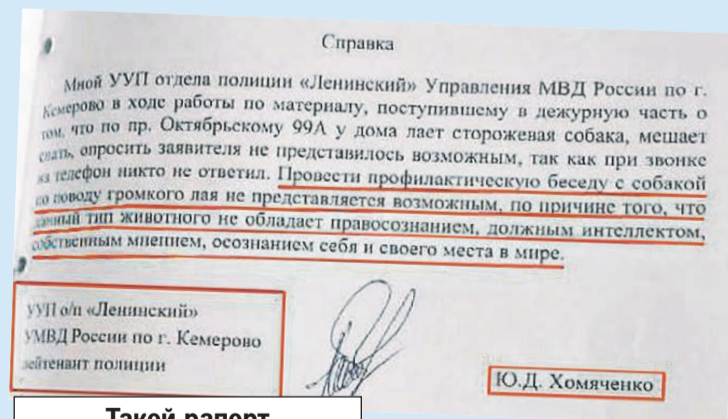 Справка
Мной УУП отдела полиции «Ленинский» Управления МВД России по г.
Кемерово в ходе работы по материалу, поступившему в дежурную часть о
том, что по пр. Октябрьскому 99А у дома лает сторожевая собака, мешает
спать, опросить заявителя не представилось возможным, так как при звонке
на телефон никто не ответил. Провести профилактическую беседу с собакой
по поводу громкого лая не представляется возможным, по причине того, что
данный тип животного не обладает правосознанием, должным интеллектом,
собственным мнением, осознанием себя и своего места в мире.
УУП о/п «Ленинский»
УМВД России по г. Кемерово
лейтенант полиции
Ю.Д. Хомяченко
Такой рапорт